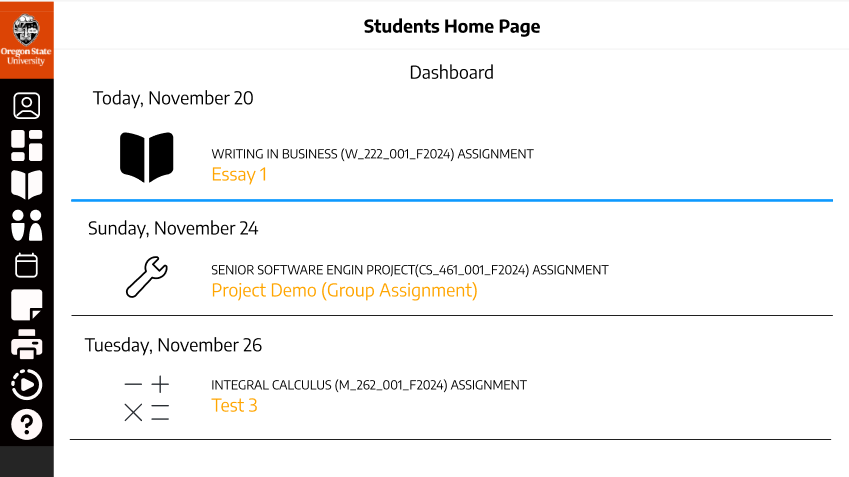 Students Home Page
Oregon State
University
Dashboard
Today, November 20
WRITING IN BUSINESS (W_222_001_F2024) ASSIGNMENT
Essay 1
Sunday, November 24
SENIOR SOFTWARE ENGIN PROJECT(CS_461_001_F2024) ASSIGNMENT
Project Demo (Group Assignment)
Tuesday, November 26
INTEGRAL CALCULUS (M_262_001_F2024) ASSIGNMENT
Test 3